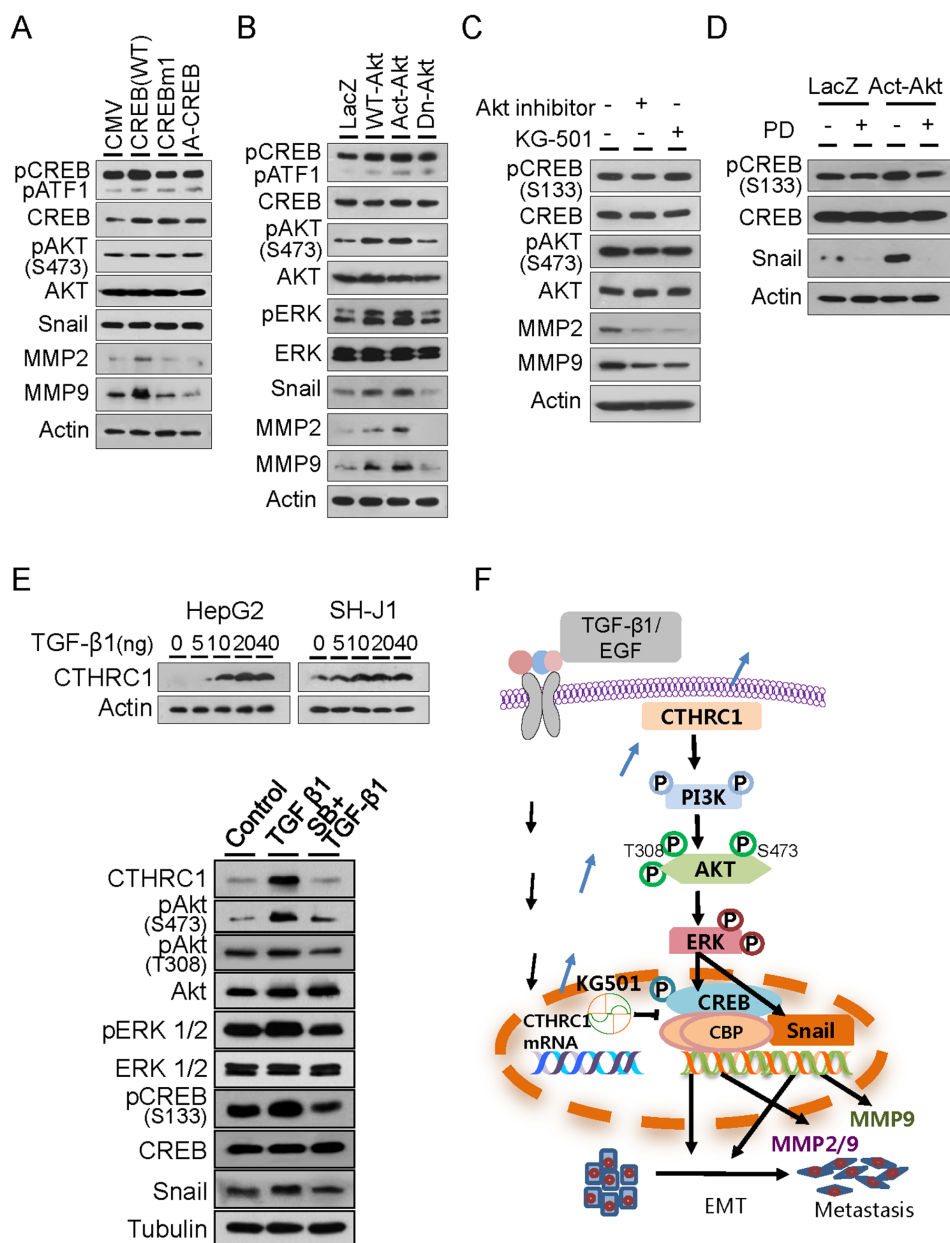 A
CMV
CREB(WT)
CREBm1
A-CREB
pCREB
pATF1
CREB
pAKT
(S473)
AKT
Snail
MMP2
MMP9
Actin
B
LacZ
WT-Akt
Act-Akt
Dn-Akt
pCREB
pATF1
CREB
pAKT
(S473)
AKT
pERK
ERK
Snail
MMP2
MMP9
Actin
C
Akt inhibitor - + -
KG-501 - - +
pCREB
(S133)
CREB
pAKT
(S473)
AKT
MMP2
MMP9
Actin
D
LacZ Act-Akt
PD - + - +
pCREB
(S133)
CREB
Snail
Actin
E
HepG2 SH-J1
TGF-β1(ng) 0 5 10 20 40 0 5 10 20 40
CTHRC1
Actin
Control
TGF β1
SB+
TGF-β1
CTHRC1
pAkt
(S473)
pAkt
(T308)
Akt
pERK 1/2
ERK 1/2
pCREB
(S133)
CREB
Snail
Tubulin
F
TGF-β1/
EGF
CTHRC1
P P
PI3K
T308 P P S473
P AKT
P
ERK P
KG501 P
CREB
CTHRC1
mRNA
CBP Snail
MMP9
MMP2/9
EMT Metastasis